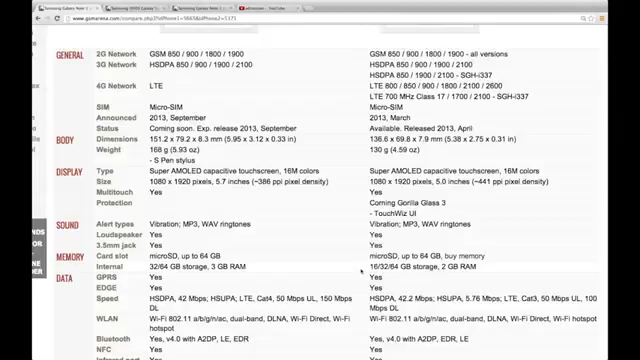 www.gsmarena.com/compare.php3?idPhone1=5665&idPhone2=5371
GENERAL 2G Network GSM 850 / 900 / 1800 / 1900 GSM 850 / 900 / 1800 / 1900 - all versions
3G Network HSDPA 850 / 900 / 1900 / 2100 HSDPA 850 / 900 / 1900 / 2100
HSDPA 850 / 900 / 1900 / 2100 - SGH-i337
4G Network LTE LTE 800 / 850 / 900 / 1800 / 2100 / 2600
LTE 700 MHz Class 17 / 1700 / 2100 - SGH-i337
SIM Micro-SIM Micro-SIM
Announced 2013, September 2013, March
Status Coming soon. Exp. release 2013, September Available. Released 2013, April
BODY Dimensions 151.2 x 79.2 x 8.3 mm (5.95 x 3.12 x 0.33 in) 136.6 x 69.8 x 7.9 mm (5.38 x 2.75 x 0.31 in)
Weight 168 g (5.93 oz) 130 g (4.59 oz)
- S Pen stylus
DISPLAY Type Super AMOLED capacitive touchscreen, 16M colors Super AMOLED capacitive touchscreen, 16M colors
Size 1080 x 1920 pixels, 5.7 inches (~386 ppi pixel density) 1080 x 1920 pixels, 5.0 inches (~441 ppi pixel density)
Multitouch Yes Yes
Protection Corning Gorilla Glass 3
- TouchWiz UI
SOUND Alert types Vibration; MP3, WAV ringtones Vibration; MP3, WAV ringtones
Loudspeaker Yes Yes
3.5mm jack Yes Yes
MEMORY Card slot microSD, up to 64 GB microSD, up to 64 GB, buy memory
Internal 32/64 GB storage, 3 GB RAM 16/32/64 GB storage, 2 GB RAM
DATA GPRS Yes Yes
EDGE Yes Yes
Speed HSDPA, 42 Mbps; HSUPA; LTE, Cat4, 50 Mbps UL, 150 Mbps DL HSDPA, 42.2 Mbps; HSUPA, 5.76 Mbps; LTE, Cat3, 50 Mbps UL, 100 Mbps DL
WLAN Wi-Fi 802.11 a/b/g/n/ac, dual-band, DLNA, Wi-Fi Direct, Wi-Fi hotspot Wi-Fi 802.11 a/b/g/n/ac, dual-band, DLNA, Wi-Fi Direct, Wi-Fi hotspot
Bluetooth Yes, v4.0 with A2DP, LE, EDR Yes, v4.0 with A2DP, LE, EDR
NFC Yes Yes
Infrared port Yes Yes